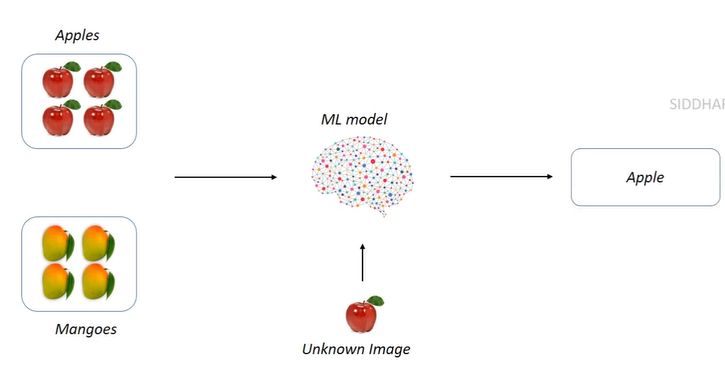 Apples
SIDDHAR
ML model
Apple
Mangoes
Unknown Image